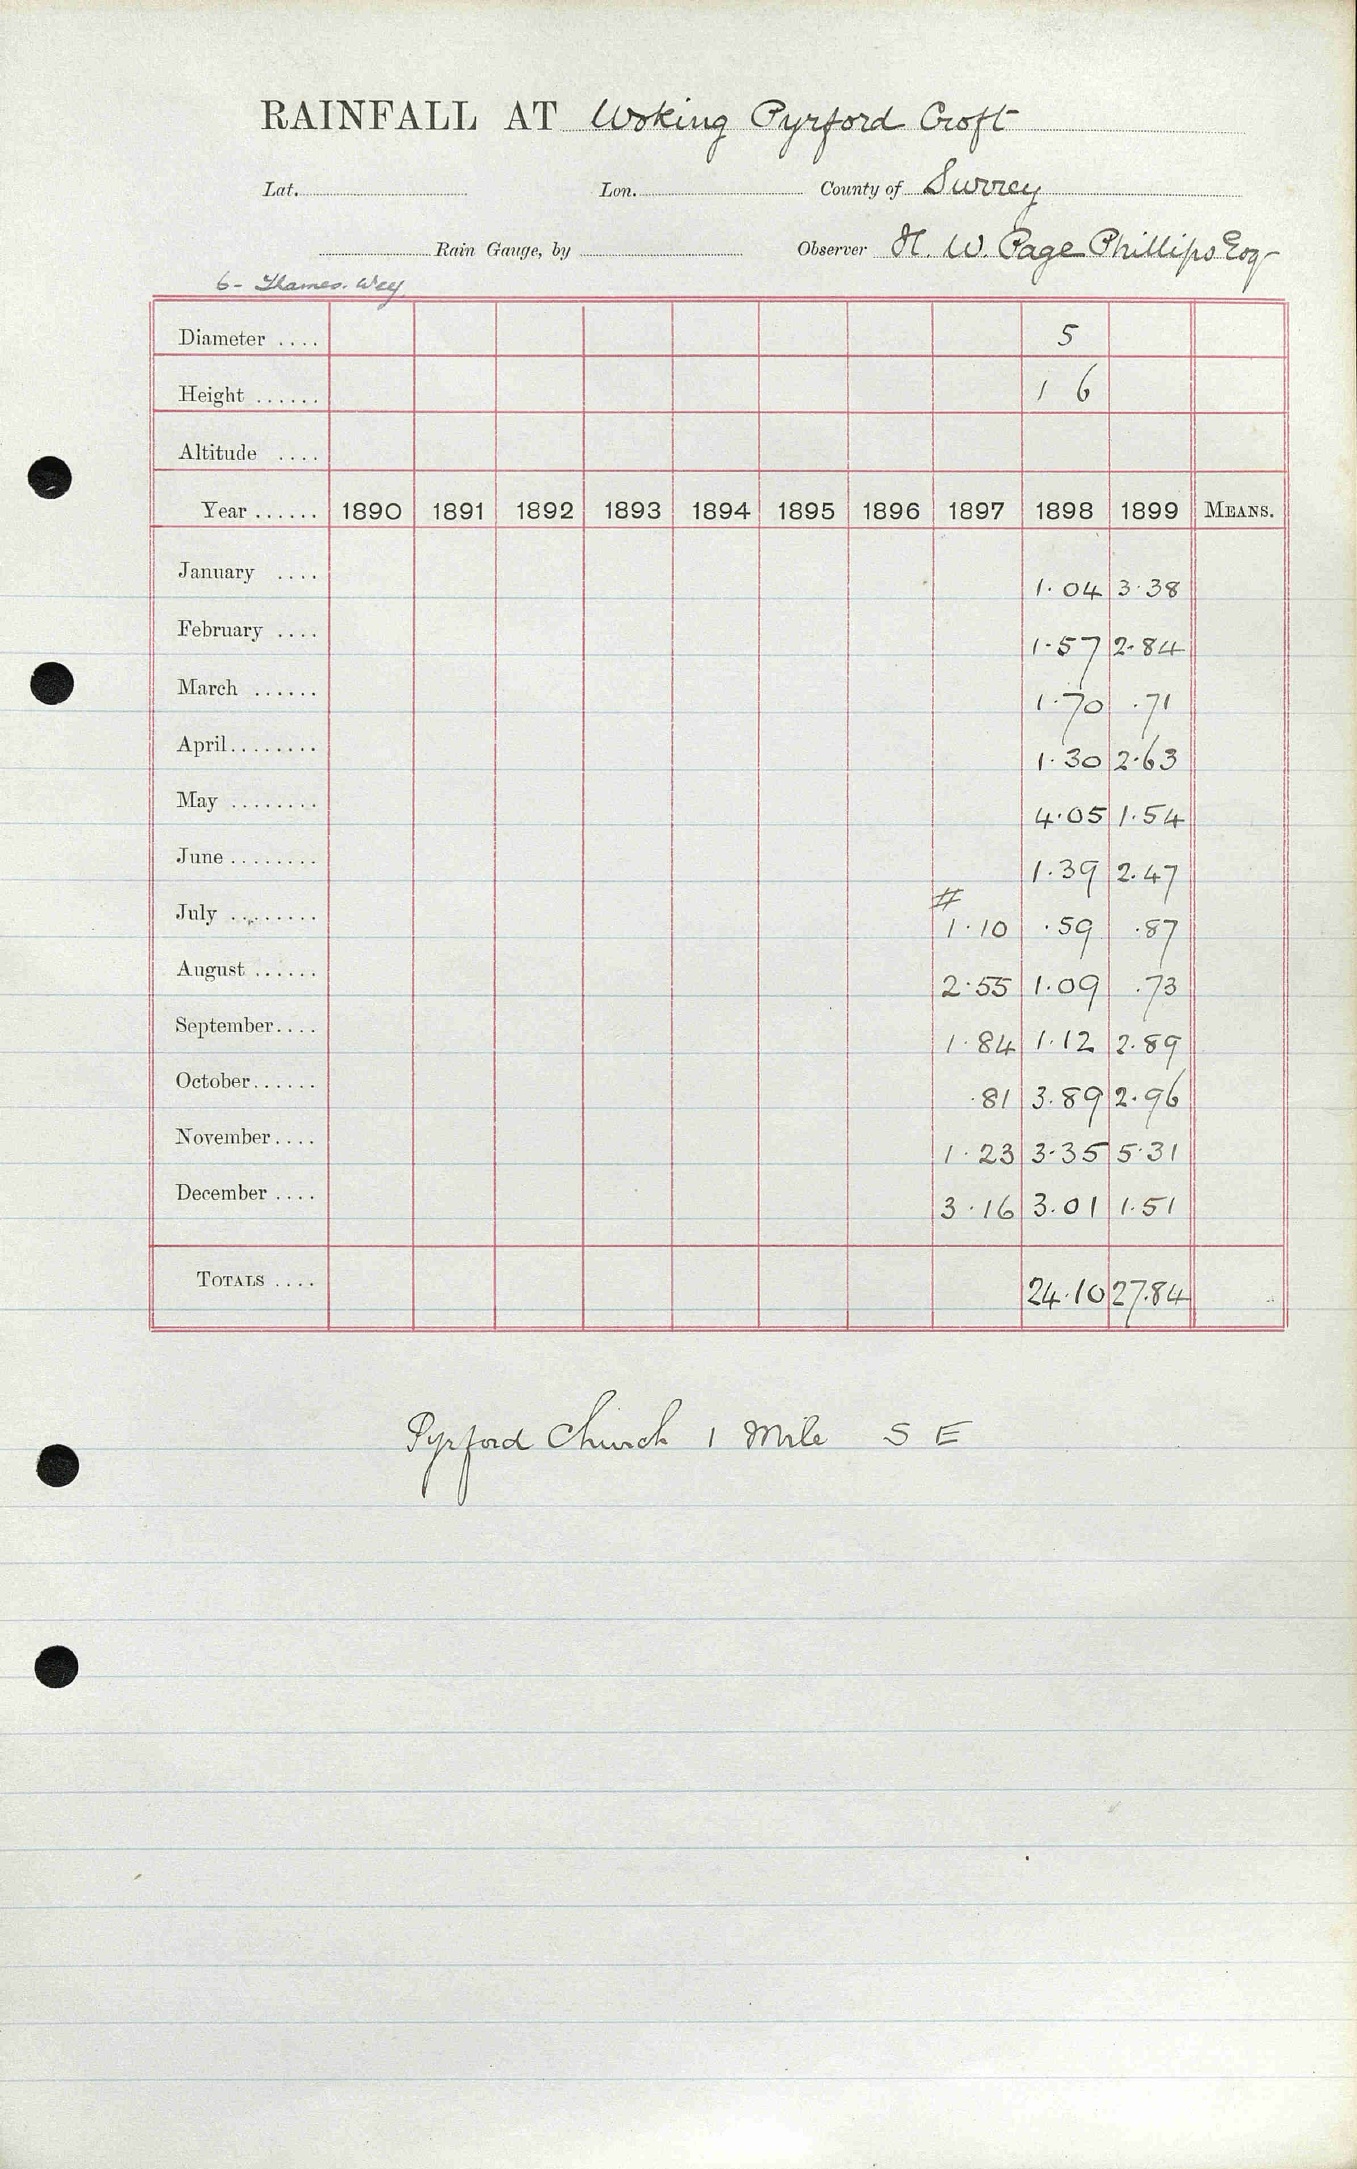 RAINFALL AT Woking Pyrford Croft
Lat. Lon. County of Surrey
Rain Gauge, by Observer H. W. Page Phillips Esq
6 - Thames. Wey
Diameter .... 5
Height ...... 1 6
Altitude ....
Year ...... 1890 1891 1892 1893 1894 1895 1896 1897 1898 1899 MEANS.
January .... 1.04 3.38
February .... 1.57 2.84
March ...... 1.70 .71
April ........ 1.30 2.63
May ........ 4.05 1.54
June ........ 1.39 2.47
#
July ........ 1.10 .59 .87
August ...... 2.55 1.09 .73
September .... 1.84 1.12 2.89
October ...... .81 3.89 2.96
November .... 1.23 3.35 5.31
December .... 3.16 3.01 1.51
TOTALS .... 24.10 27.84
Pyrford Church 1 Mile S E